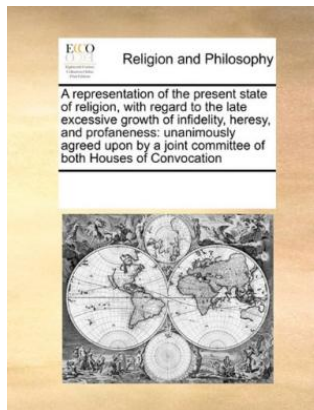 ECCO
Religion and Philosophy
A representation of the present state
of religion, with regard to the late
excessive growth of infidelity, heresy,
and profaneness: unanimously
agreed upon by a joint committee of
both Houses of Convocation